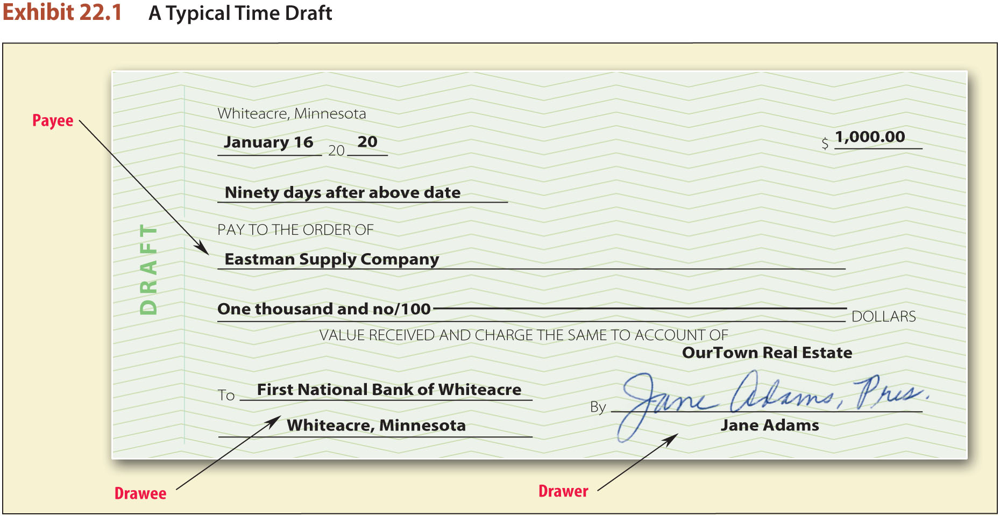 Exhibit 22.1 A Typical Time Draft
Whiteacre, Minnesota
Payee
January 16 20 20
$ 1,000.00
Ninety days after above date
PAY TO THE ORDER OF
DRAFT
Eastman Supply Company
One thousand and no/100 DOLLARS
VALUE RECEIVED AND CHARGE THE SAME TO ACCOUNT OF
OurTown Real Estate
To First National Bank of Whiteacre
By Jane Adams, Pres.
Whiteacre, Minnesota
Jane Adams
Drawee
Drawer